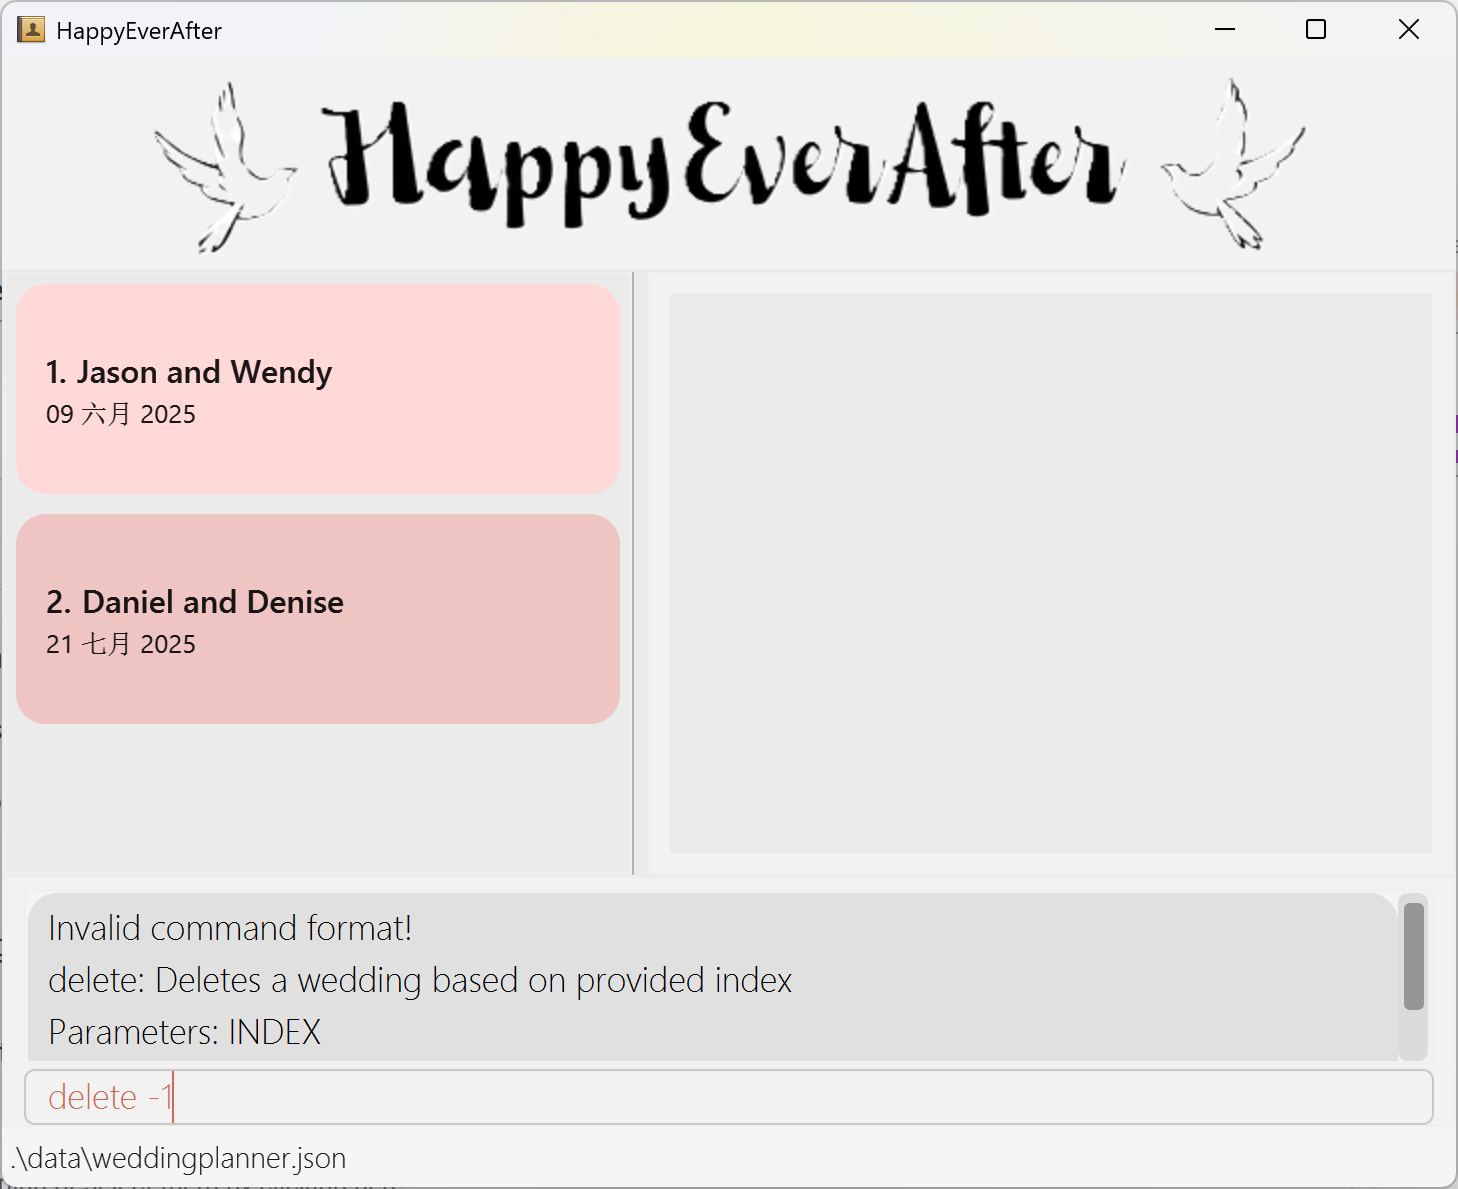 HappyEverAfter
HappyEverAfter
1. Jason and Wendy
09 六月 2025
2. Daniel and Denise
21 七月 2025
Invalid command format!
delete: Deletes a wedding based on provided index
Parameters: INDEX
delete -1
.\data\weddingplanner.json